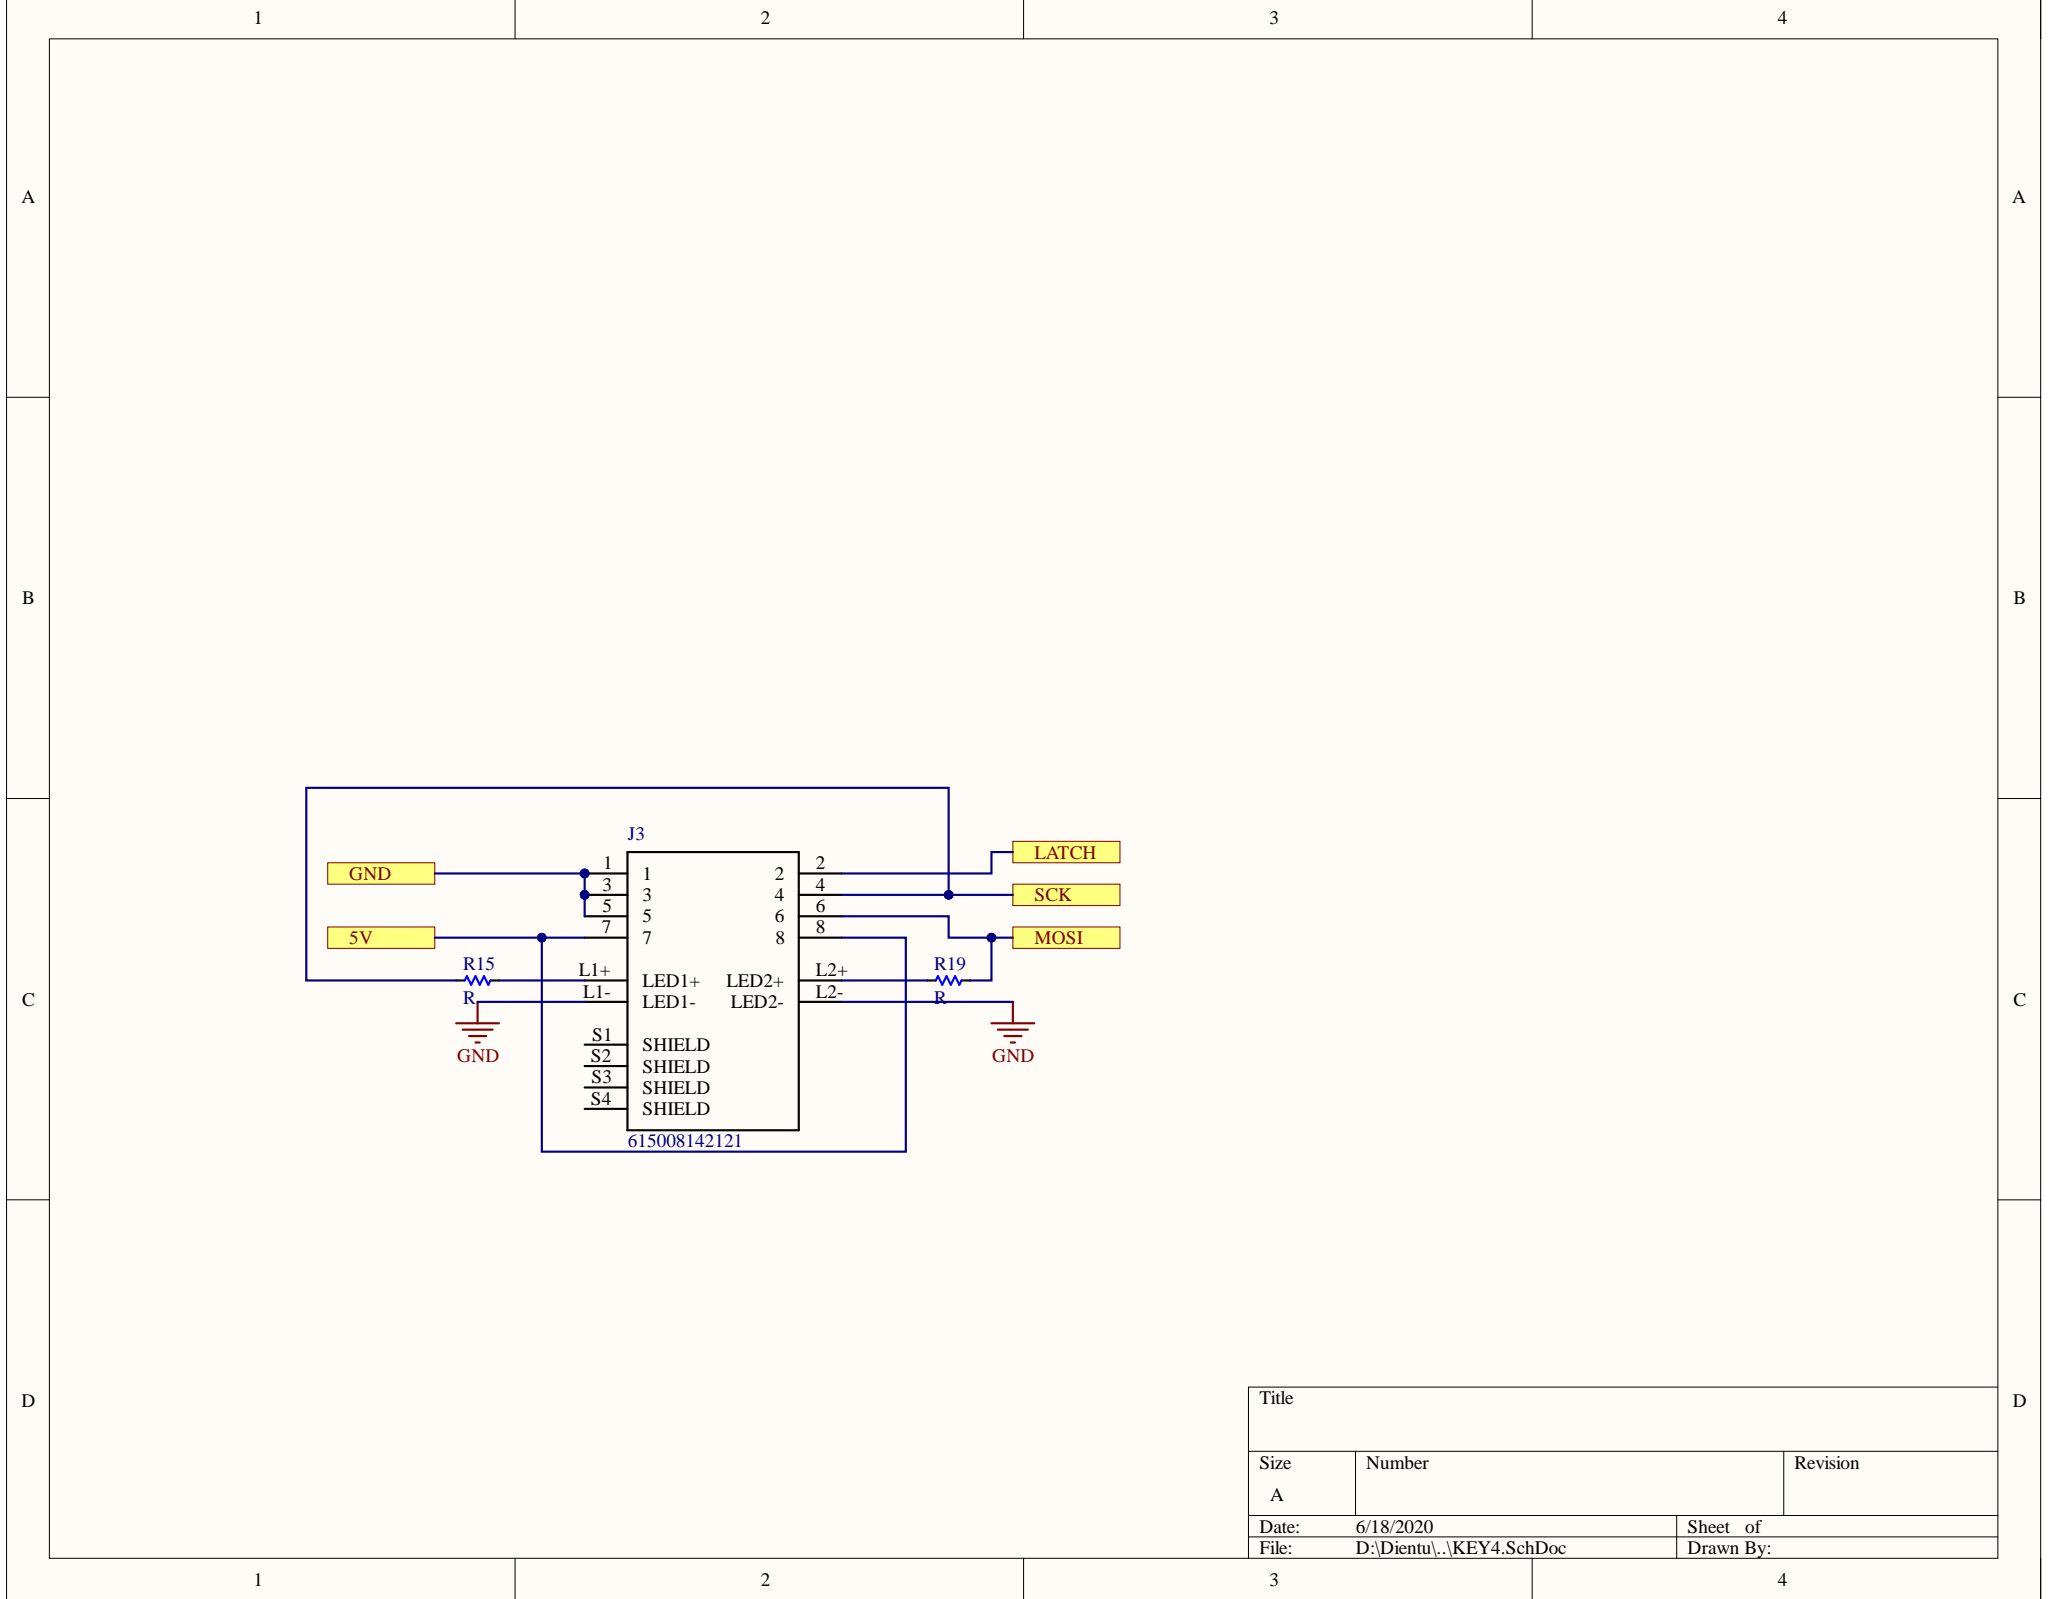 1 2 3 4
A A
B B
J3
LATCH
GND 1 1 2 2
3 3 4 4 SCK
5 5 6 6
5V 7 7 8 8 MOSI
R15 R19
L1+ LED1+ LED2+ L2+
R L1- LED1- LED2- L2- R
C C
S1 SHIELD
GND S2 SHIELD GND
S3 SHIELD
S4 SHIELD
615008142121
Title
D D
Size Number Revision
A
Date: 6/18/2020 Sheet of
File: D:\Dientu\..\KEY4.SchDoc Drawn By:
1 2 3 4